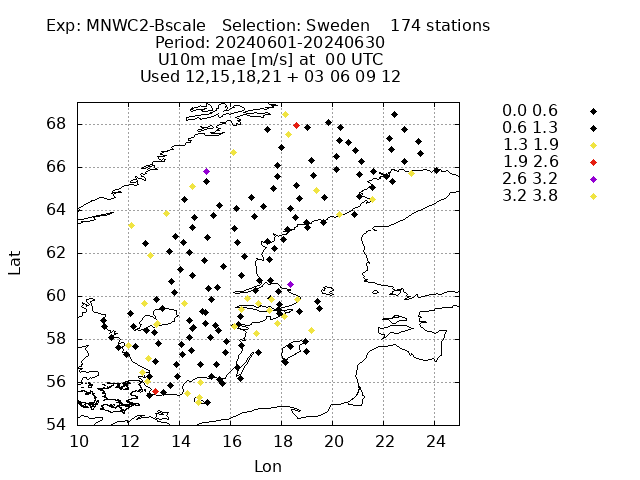 Exp: MNWC2-Bscale   Selection: Sweden    174 stations
Period: 20240601-20240630
U10m mae [m/s] at  00 UTC
Used 12,15,18,21 + 03 06 09 12
0.0 0.6
0.6 1.3
1.3 1.9
1.9 2.6
2.6 3.2
3.2 3.8
68
66
64
62
60
58
56
54
Lat
10 12 14 16 18 20 22 24
Lon